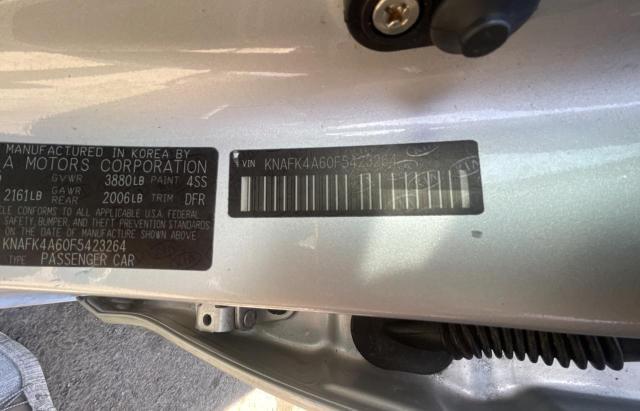 MANUFACTURED IN KOREA BY
A MOTORS CORPORATION
GVWR 3880LB PAINT 4SS
2161LB GAWR REAR 2006LB TRIM DFR
CLE CONFORMS TO ALL APPLICABLE U.S.A. FEDERAL
SAFETY BUMPER, AND THEFT PREVENTION STANDARDS
ON THE DATE OF MANUFACTURE SHOWN ABOVE
KNAFK4A60F5423264
TYPE PASSENGER CAR
VIN KNAFK4A60F5423264
KIA